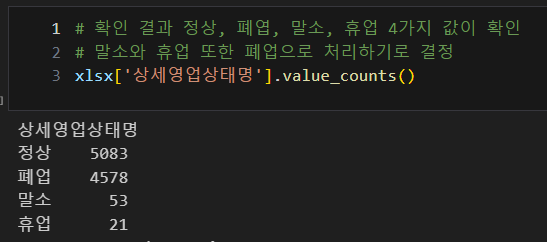 1 # 확인 결과 정상, 폐엽, 말소, 휴업 4가지 값이 확인
2 # 말소와 휴업 또한 폐업으로 처리하기로 결정
3 xlsx['상세영업상태명'].value_counts()
상세영업상태명
정상 5083
폐업 4578
말소 53
휴업 21